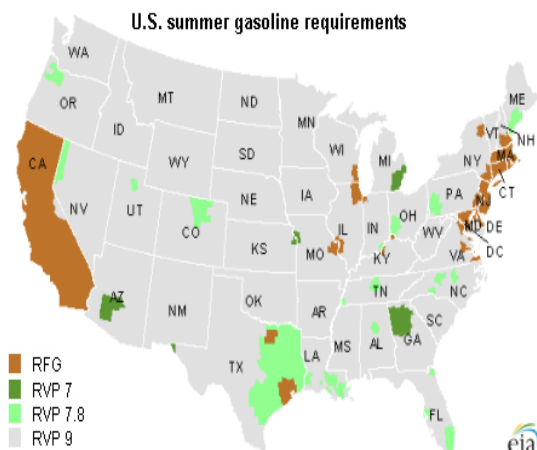 U.S. summer gasoline requirements
WA
OR
ID
MT
ND
MN
WI
MI
NY
VT
ME
NH
MA
CT
NJ
PA
CA
NV
UT
WY
SD
NE
IA
IL
IN
OH
WV
MD
DE
DC
VA
CO
KS
MO
KY
NC
TN
AZ
NM
OK
AR
SC
GA
AL
MS
LA
TX
FL
RFG
RVP 7
RVP 7.8
RVP 9
eia